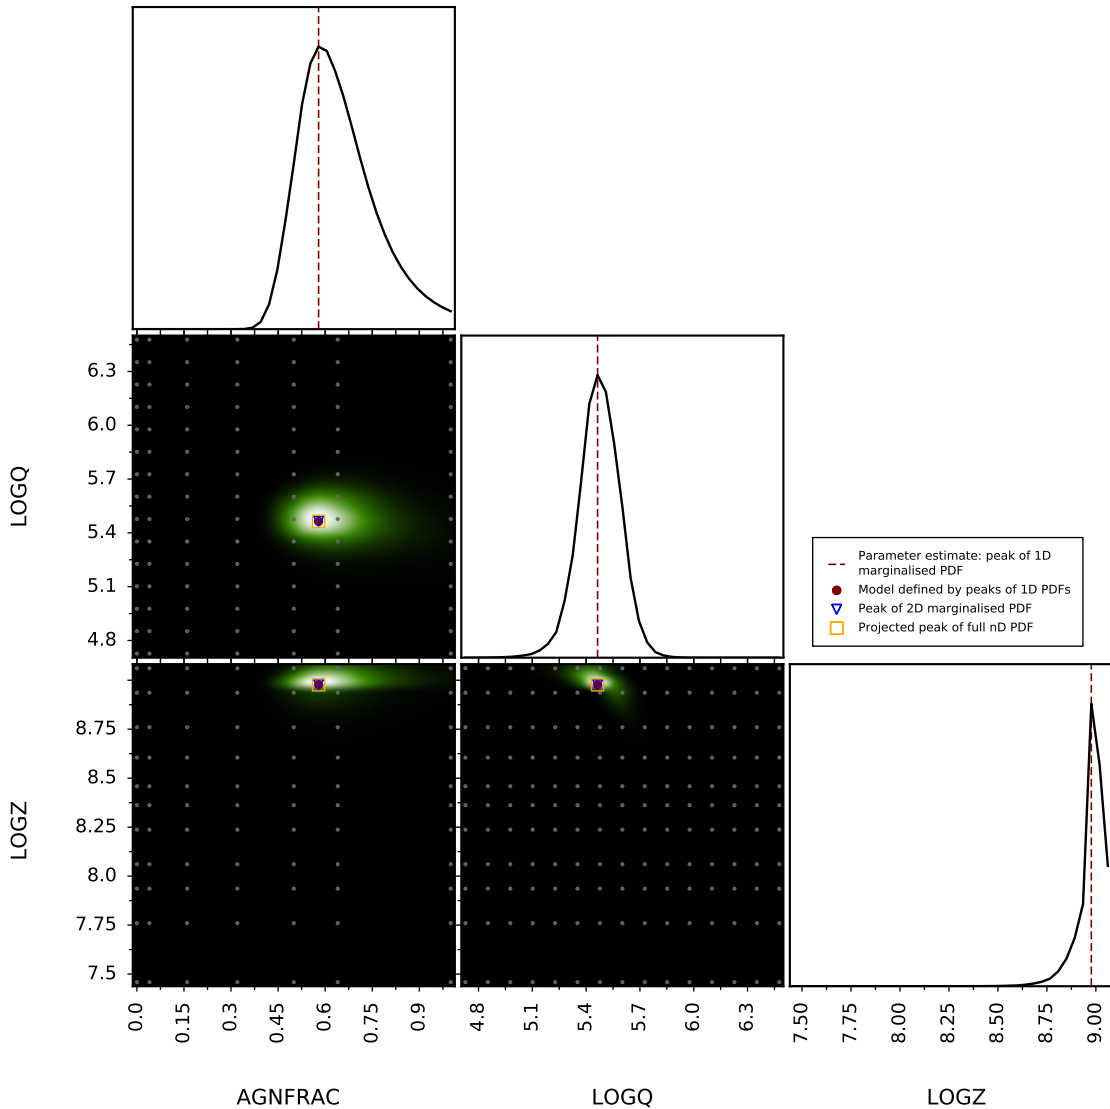 LOGQ
6.3
6.0
5.7
5.4
5.1
4.8
Parameter estimate: peak of 1D
marginalised PDF
Model defined by peaks of 1D PDFs
Peak of 2D marginalised PDF
Projected peak of full nD PDF
LOGZ
8.75
8.5
8.25
8.0
7.75
7.5
0.0 0.15 0.3 0.45 0.6 0.75 0.9
4.8 5.1 5.4 5.7 6.0 6.3
7.50 7.75 8.00 8.25 8.50 8.75 9.00
AGNFRAC LOGQ LOGZ